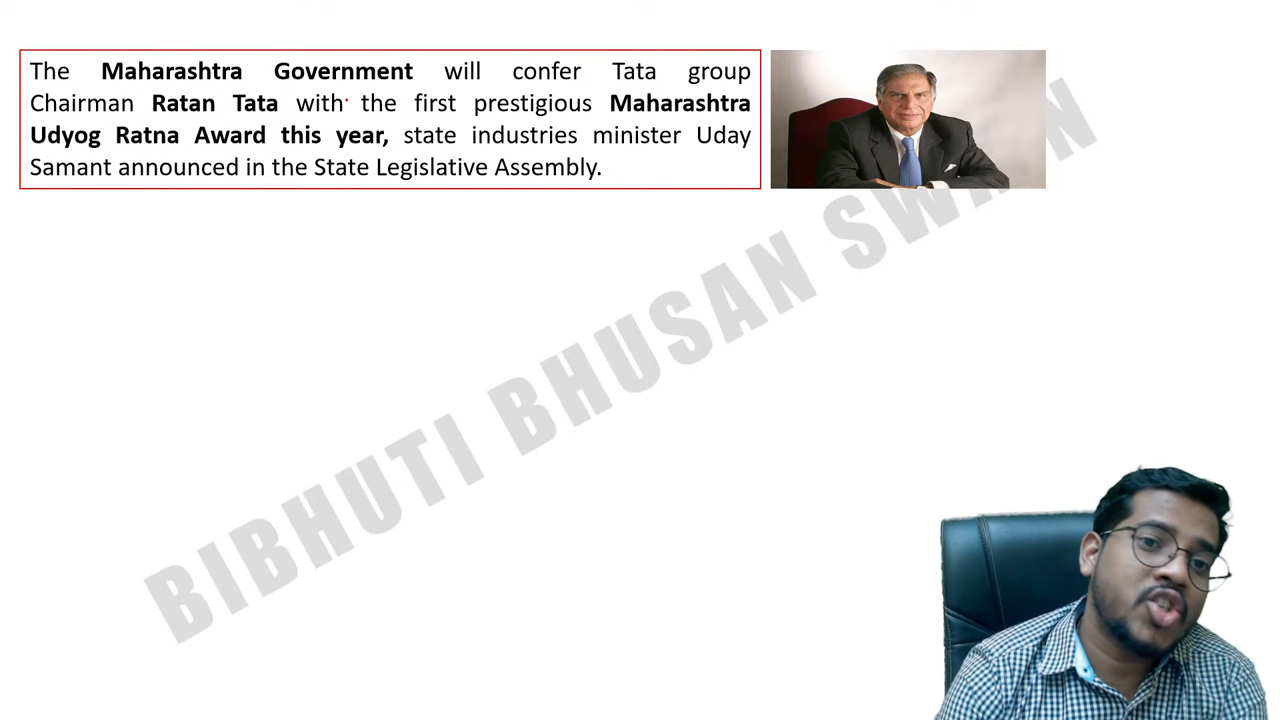 The Maharashtra Government will confer Tata group
Chairman Ratan Tata with the first prestigious Maharashtra
Udyog Ratna Award this year, state industries minister Uday
Samant announced in the State Legislative Assembly.
BIBHUTI BHUSAN SWAIN